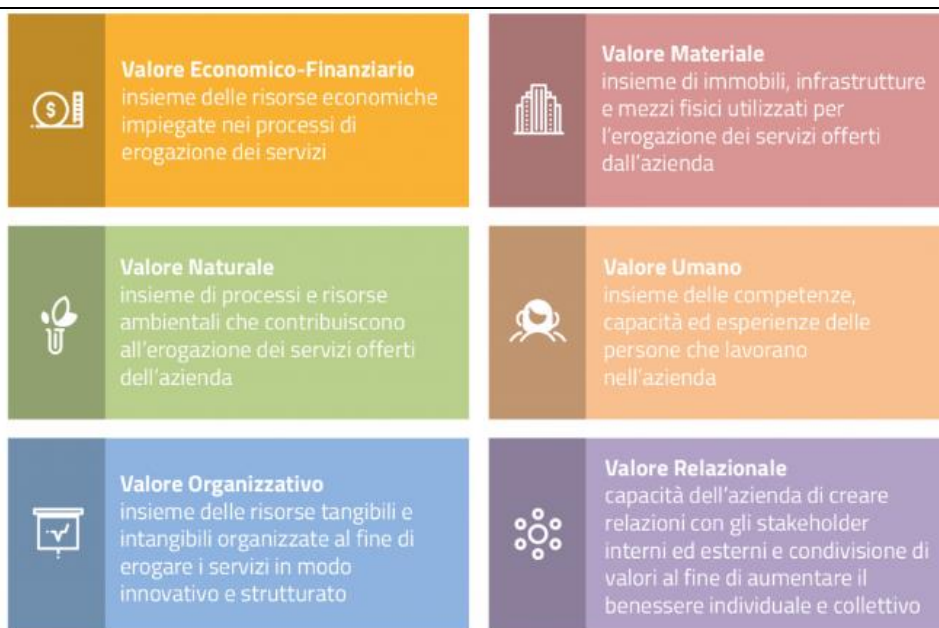 Valore Economico-Finanziario
insieme delle risorse economiche
impiegate nei processi di
erogazione dei servizi
Valore Materiale
insieme di immobili, infrastrutture
e mezzi fisici utilizzati per
l'erogazione dei servizi offerti
dall'azienda
Valore Naturale
insieme di processi e risorse
ambientali che contribuiscono
all'erogazione dei servizi offerti
dell'azienda
Valore Umano
insieme delle competenze,
capacità ed esperienze delle
persone che lavorano
nell'azienda
Valore Organizzativo
insieme delle risorse tangibili e
intangibili organizzate al fine di
erogare i servizi in modo
innovativo e strutturato
Valore Relazionale
capacità dell'azienda di creare
relazioni con gli stakeholder
interni ed esterni e condivisione di
valori al fine di aumentare il
benessere individuale e collettivo